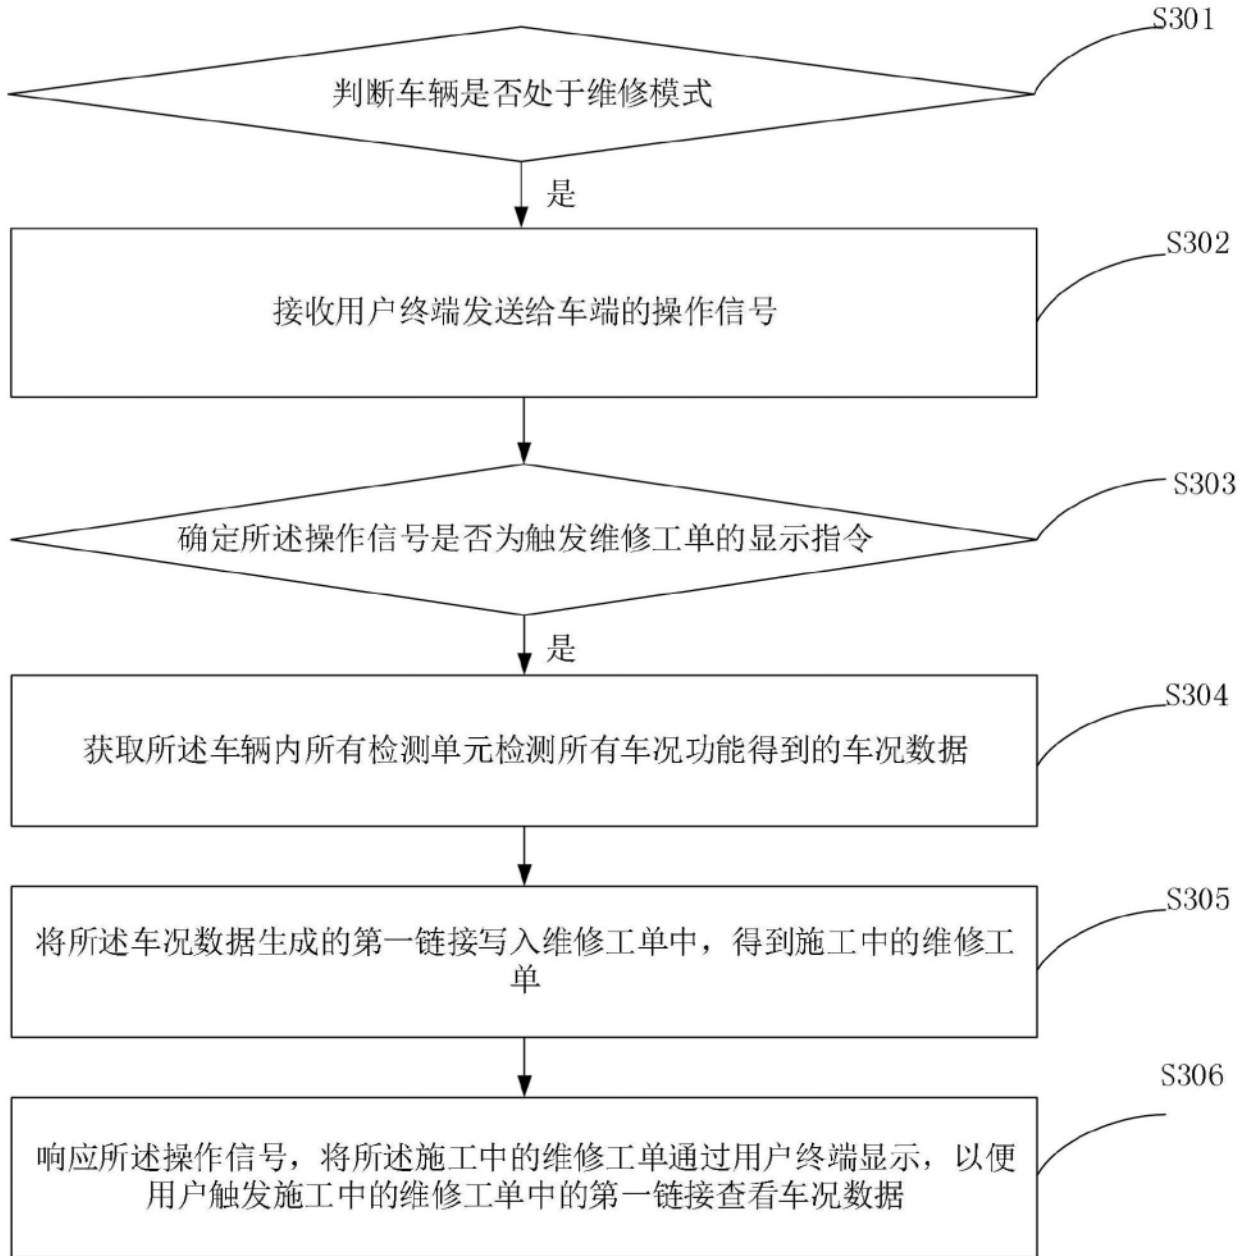 S301
判断车辆是否处于维修模式
是
S302
接收用户终端发送给车端的操作信号
S303
确定所述操作信号是否为触发维修工单的显示指令
是
S304
获取所述车辆内所有检测单元检测所有车况功能得到的车况数据
S305
将所述车况数据生成的第一链接写入维修工单中，得到施工中的维修工
单
S306
响应所述操作信号，将所述施工中的维修工单通过用户终端显示，以便
用户触发施工中的维修工单中的第一链接查看车况数据